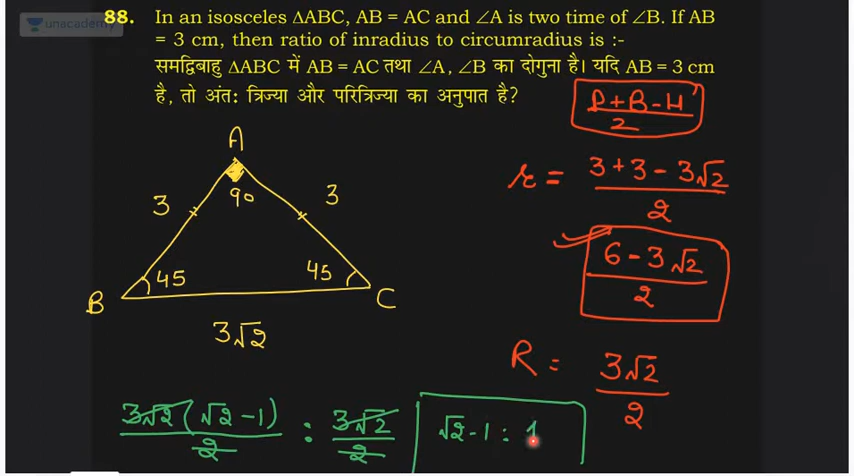 unacademy
88. In an isosceles ΔABC, AB = AC and ∠A is two time of ∠B. If AB
= 3 cm, then ratio of inradius to circumradius is :-
समद्विबाहु ΔABC में AB = AC तथा ∠A, ∠B का दोगुना है। यदि AB = 3 cm
है, तो अंत: त्रिज्या और परित्रिज्या का अनुपात है?
P+B-H/2
A
3
3
90
45
45
B
C
3√2
r = 3+3-3√2/2
6-3√2/2
R = 3√2/2
3√2(√2-1)/2 : 3√2/2
√2-1 : 1